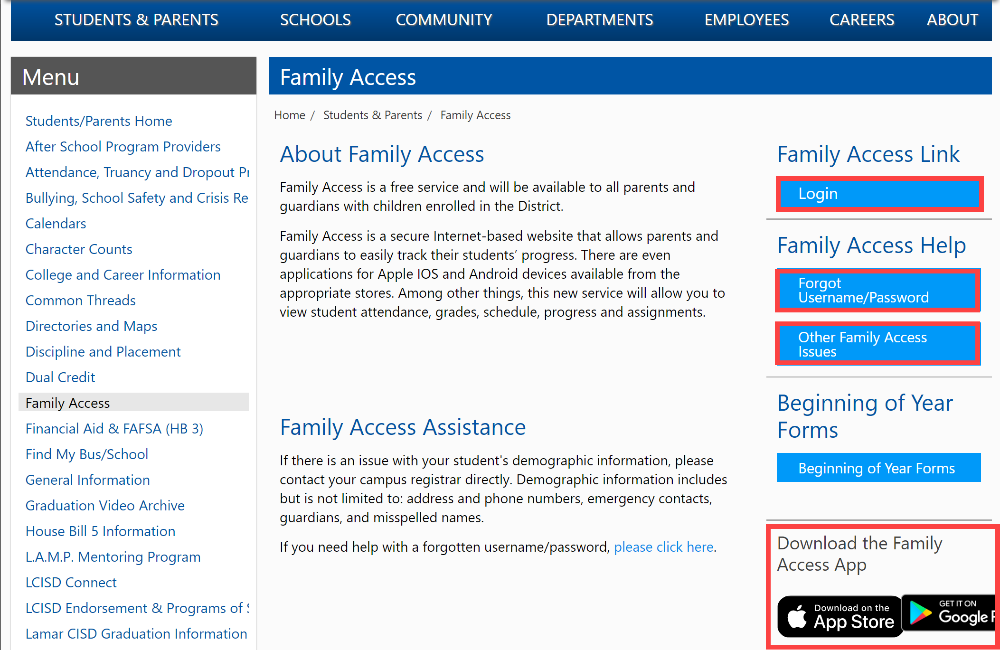 STUDENTS & PARENTS SCHOOLS COMMUNITY DEPARTMENTS EMPLOYEES CAREERS ABOUT
Menu
Students/Parents Home
After School Program Providers
Attendance, Truancy and Dropout Pr
Bullying, School Safety and Crisis Re
Calendars
Character Counts
College and Career Information
Common Threads
Directories and Maps
Discipline and Placement
Dual Credit
Family Access
Financial Aid & FAFSA (HB 3)
Find My Bus/School
General Information
Graduation Video Archive
House Bill 5 Information
L.A.M.P. Mentoring Program
LCISD Connect
LCISD Endorsement & Programs of S
Lamar CISD Graduation Information
Family Access
Home / Students & Parents / Family Access
About Family Access
Family Access is a free service and will be available to all parents and
guardians with children enrolled in the District.
Family Access is a secure Internet-based website that allows parents and
guardians to easily track their students’ progress. There are even
applications for Apple IOS and Android devices available from the
appropriate stores. Among other things, this new service will allow you to
view student attendance, grades, schedule, progress and assignments.
Family Access Assistance
If there is an issue with your student's demographic information, please
contact your campus registrar directly. Demographic information includes
but is not limited to: address and phone numbers, emergency contacts,
guardians, and misspelled names.
If you need help with a forgotten username/password, please click here.
Family Access Link
Login
Family Access Help
Forgot
Username/Password
Other Family Access
Issues
Beginning of Year
Forms
Beginning of Year Forms
Download the Family
Access App
Download on the
App Store
GET IT ON
Google P